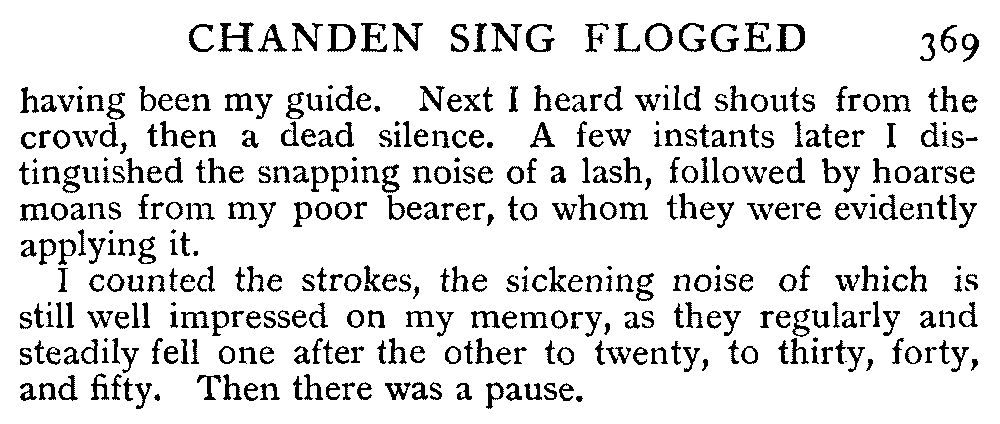 CHANDEN SING FLOGGED 369
having been my guide. Next I heard wild shouts from the
crowd, then a dead silence. A few instants later I dis-
tinguished the snapping noise of a lash, followed by hoarse
moans from my poor bearer, to whom they were evidently
applying it.
I counted the strokes, the sickening noise of which is
still well impressed on my memory, as they regularly and
steadily fell one after the other to twenty, to thirty, forty,
and fifty. Then there was a pause.